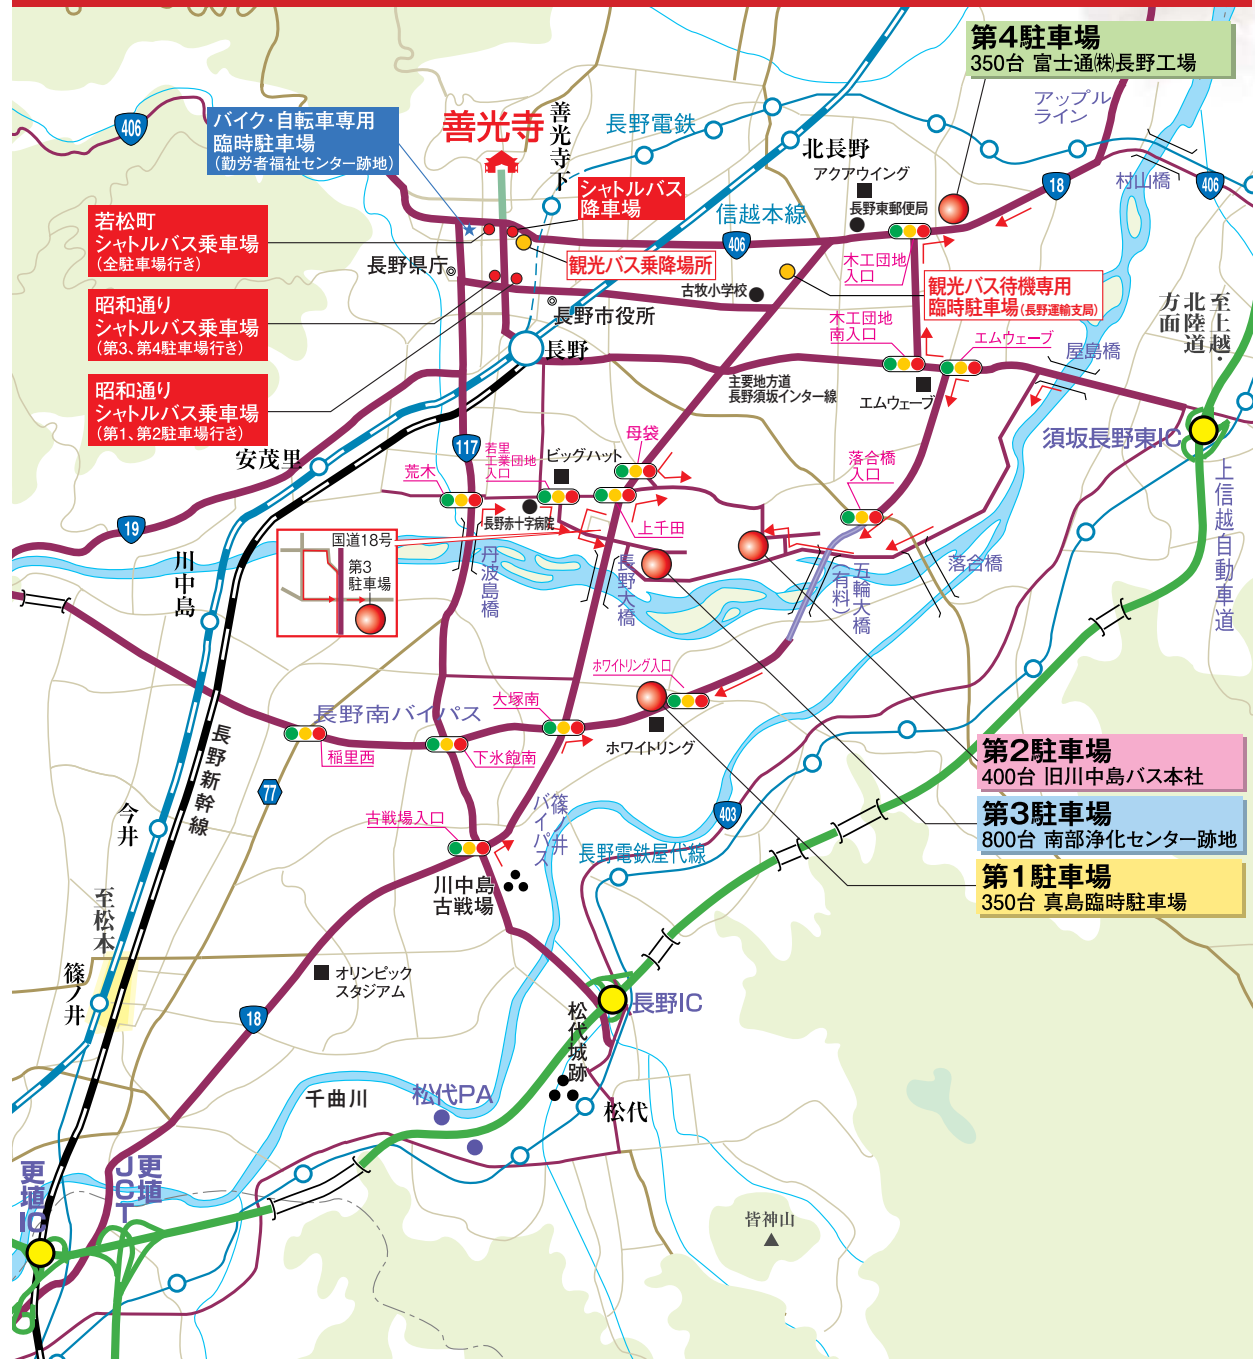 第4駐車場
350台 富士通㈱長野工場
アップル
ライン
406
バイク・自転車専用
臨時駐車場
(勤労者福祉センター跡地)
善光寺
善光寺下
長野電鉄
北長野
アクアウイング
長野東郵便局
18
村山橋
406
シャトルバス
降車場
信越本線
406
若松町
シャトルバス乗車場
(全駐車場行き)
長野県庁
観光バス乗降場所
木工団地
入口
古牧小学校
観光バス待機専用
臨時駐車場(長野運輸支局)
至上越・
北陸道
方面
昭和通り
シャトルバス乗車場
(第3、第4駐車場行き)
長野市役所
長野
木工団地
南入口
エムウェーブ
屋島橋
昭和通り
シャトルバス乗車場
(第1、第2駐車場行き)
主要地方道
長野須坂インター線
エムウェーブ
須坂長野東IC
安茂里
117
荒木
若里
工業団地
入口
ビッグハット
母袋
落合橋
入口
上信越自動車道
19
長野赤十字病院
上千田
国道18号
第3
駐車場
川中島
丹波島橋
長野大橋
五輪大橋
(有料)
落合橋
ホワイトリング入口
大塚南
長野南バイパス
稲里西
下氷鉋南
ホワイトリング
長野新幹線
77
今井
古戦場入口
篠ノ井
バイパス
403
長野電鉄屋代線
第2駐車場
400台 旧川中島バス本社
第3駐車場
800台 南部浄化センター跡地
第1駐車場
350台 真島臨時駐車場
川中島
古戦場
至松本
篠ノ井
オリンピック
スタジアム
18
長野IC
松代城跡
千曲川
松代PA
松代
更埴
JCT
更埴IC
皆神山